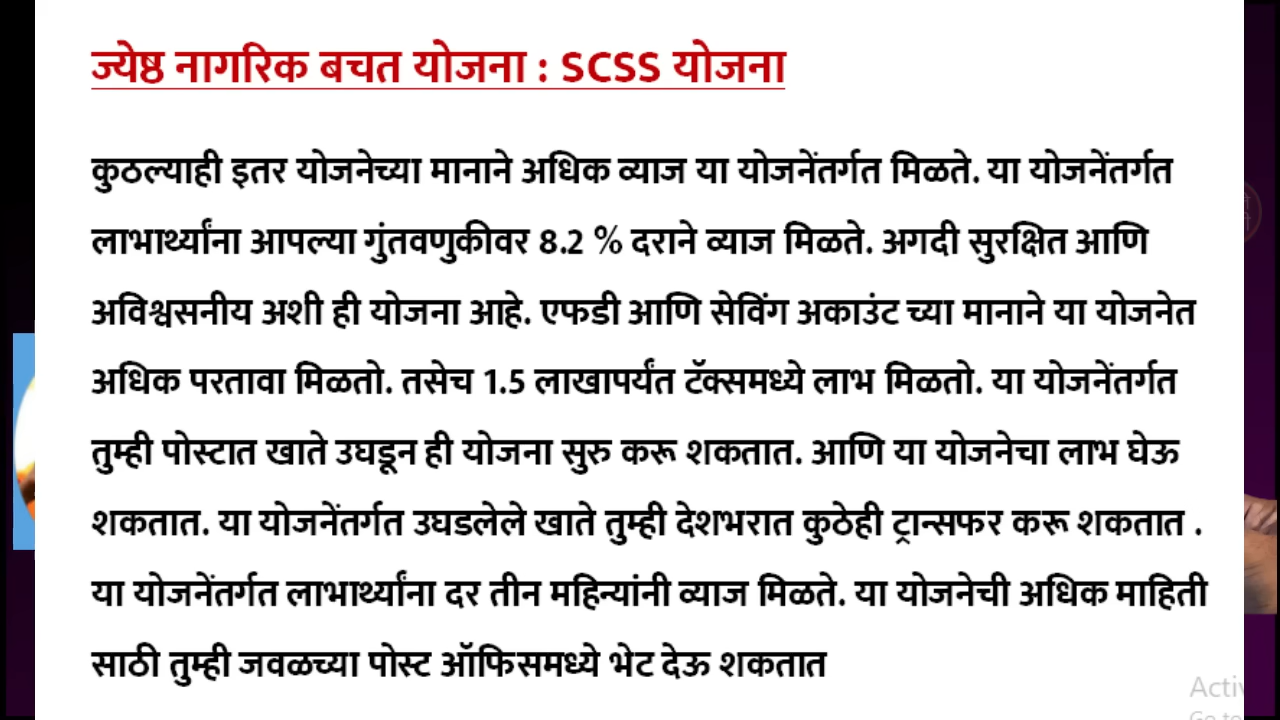 ज्येष्ठ नागरिक बचत योजना : SCSS योजना
कुठल्याही इतर योजनेच्या मानाने अधिक व्याज या योजनेंतर्गत मिळते. या योजनेंतर्गत
लाभार्थ्यांना आपल्या गुंतवणुकीवर 8.2 % दराने व्याज मिळते. अगदी सुरक्षित आणि
अविश्वसनीय अशी ही योजना आहे. एफडी आणि सेविंग अकाउंट च्या मानाने या योजनेत
अधिक परतावा मिळतो. तसेच 1.5 लाखापर्यंत टॅक्समध्ये लाभ मिळतो. या योजनेंतर्गत
तुम्ही पोस्टात खाते उघडून ही योजना सुरु करू शकतात. आणि या योजनेचा लाभ घेऊ
शकतात. या योजनेंतर्गत उघडलेले खाते तुम्ही देशभरात कुठेही ट्रान्सफर करू शकतात .
या योजनेंतर्गत लाभार्थ्यांना दर तीन महिन्यांनी व्याज मिळते. या योजनेची अधिक माहिती
साठी तुम्ही जवळच्या पोस्ट ऑफिसमध्ये भेट देऊ शकतात